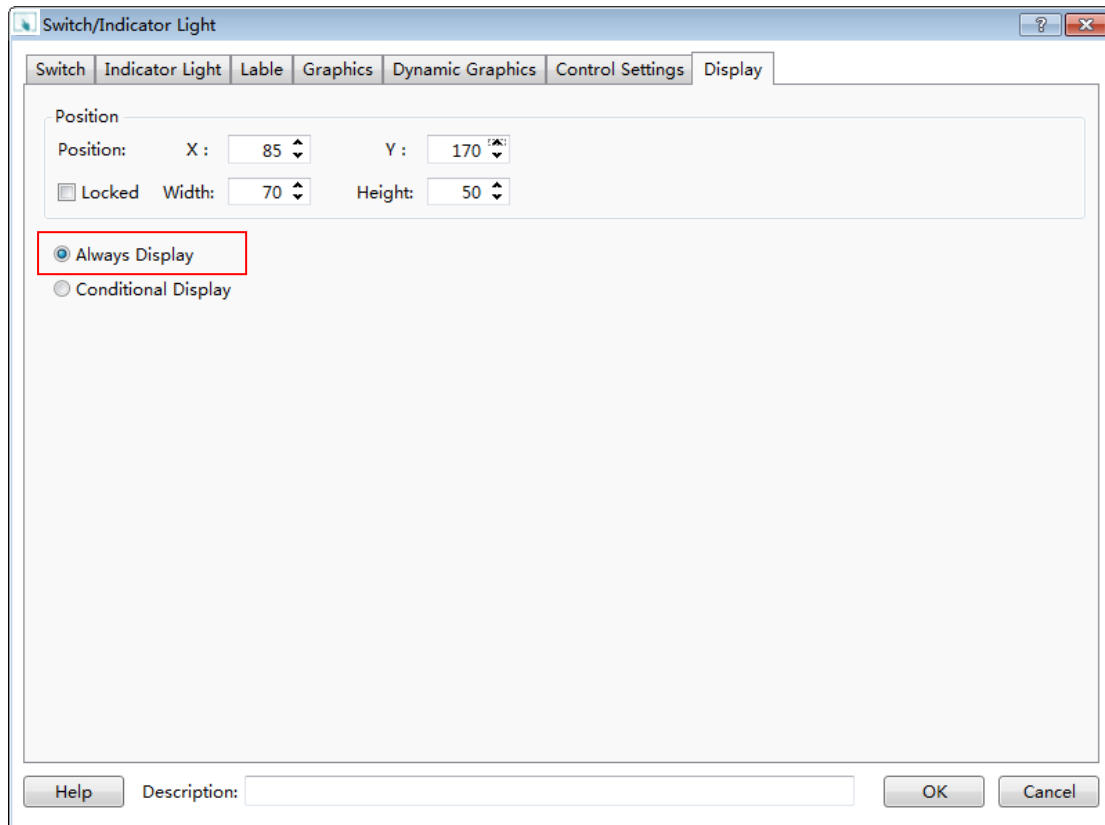 Switch/Indicator Light
Switch Indicator Light Lable Graphics Dynamic Graphics Control Settings Display
Position
Position: X : 85 Y : 170
Locked Width: 70 Height: 50
Always Display
Conditional Display
Help Description: OK Cancel